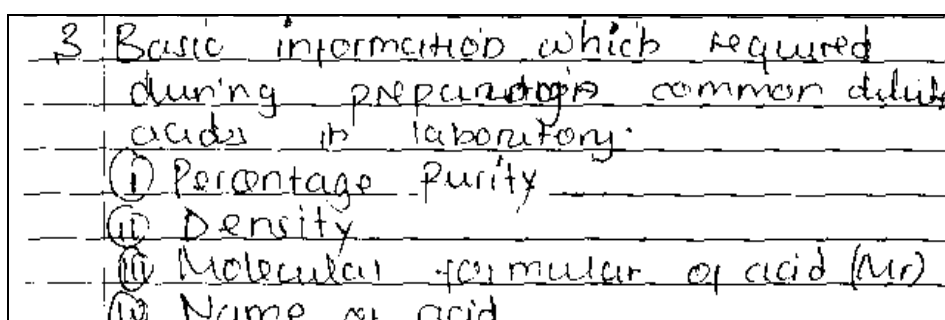 3 Basic information which required
during preparation common dilute
acids in laboratory.
(i) Percentage Purity
(ii) Density
(iii) Molecular formular of acid (Mr)
(iv) Name of acid